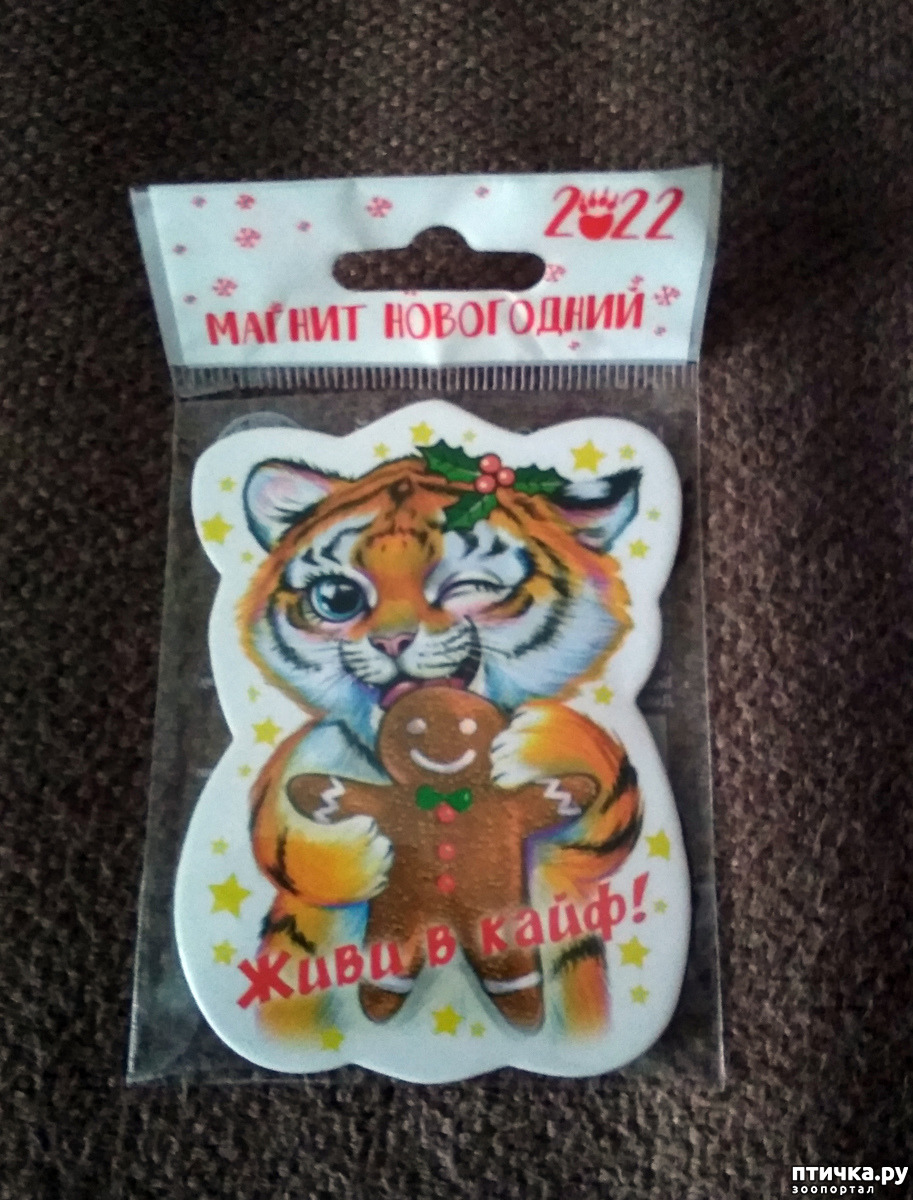 2022
МАГНИТ НОВОГОДНИЙ
Живи в кайф!
птичка.ру
зоопортал